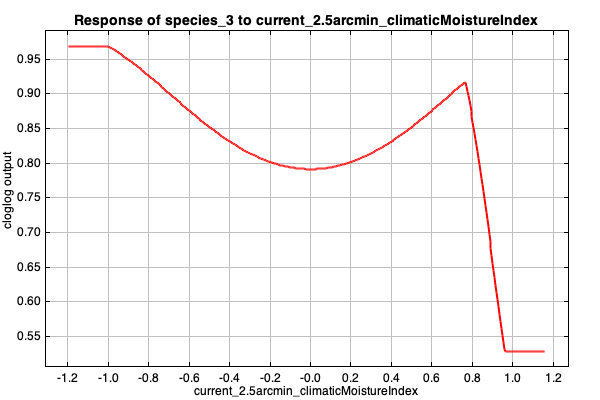 Response of species_3 to current_2.5arcmin_climaticMoistureIndex
cloglog output
0.95
0.90
0.85
0.80
0.75
0.70
0.65
0.60
0.55
-1.2 -1.0 -0.8 -0.6 -0.4 -0.2 -0.0 0.2 0.4 0.6 0.8 1.0 1.2
current_2.5arcmin_climaticMoistureIndex